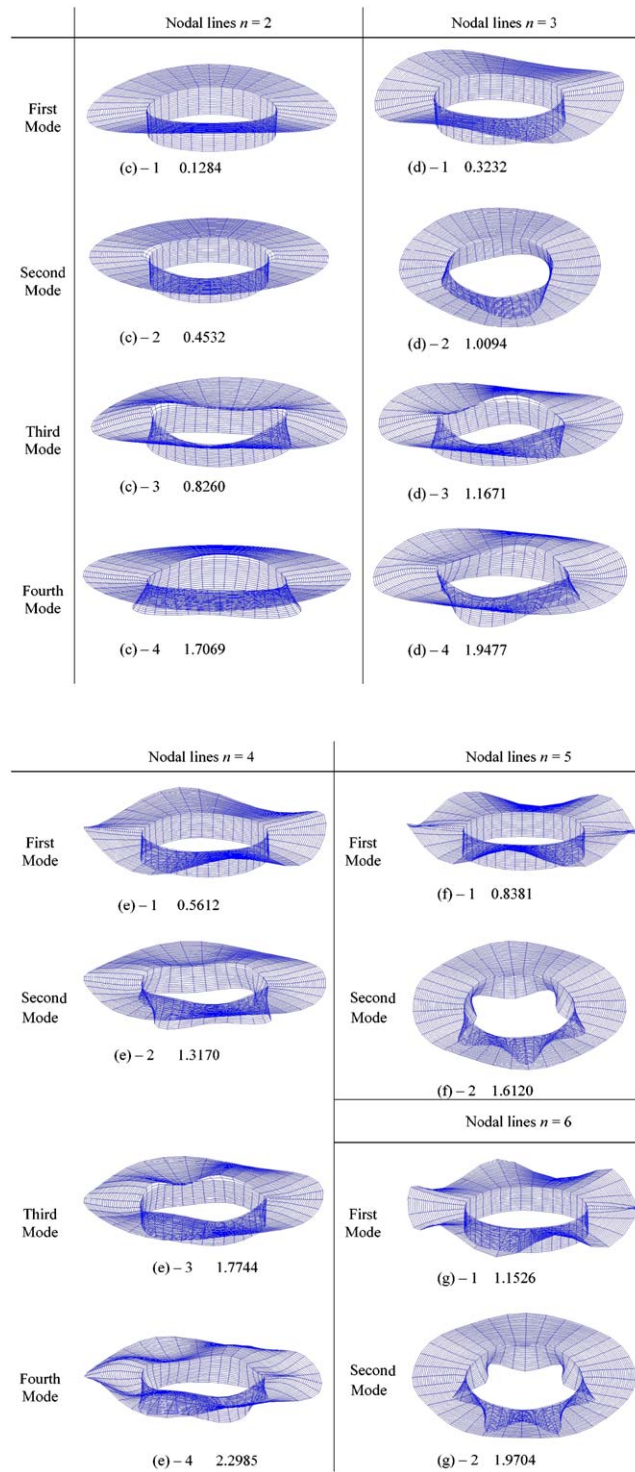 Nodal lines n = 2
Nodal lines n = 3
First Mode
(c) – 1 0.1284
(d) – 1 0.3232
Second Mode
(c) – 2 0.4532
(d) – 2 1.0094
Third Mode
(c) – 3 0.8260
(d) – 3 1.1671
Fourth Mode
(c) – 4 1.7069
(d) – 4 1.9477
Nodal lines n = 4
Nodal lines n = 5
First Mode
(e) – 1 0.5612
First Mode
(f) – 1 0.8381
Second Mode
(e) – 2 1.3170
Second Mode
(f) – 2 1.6120
Nodal lines n = 6
Third Mode
(e) – 3 1.7744
First Mode
(g) – 1 1.1526
Fourth Mode
(e) – 4 2.2985
Second Mode
(g) – 2 1.9704